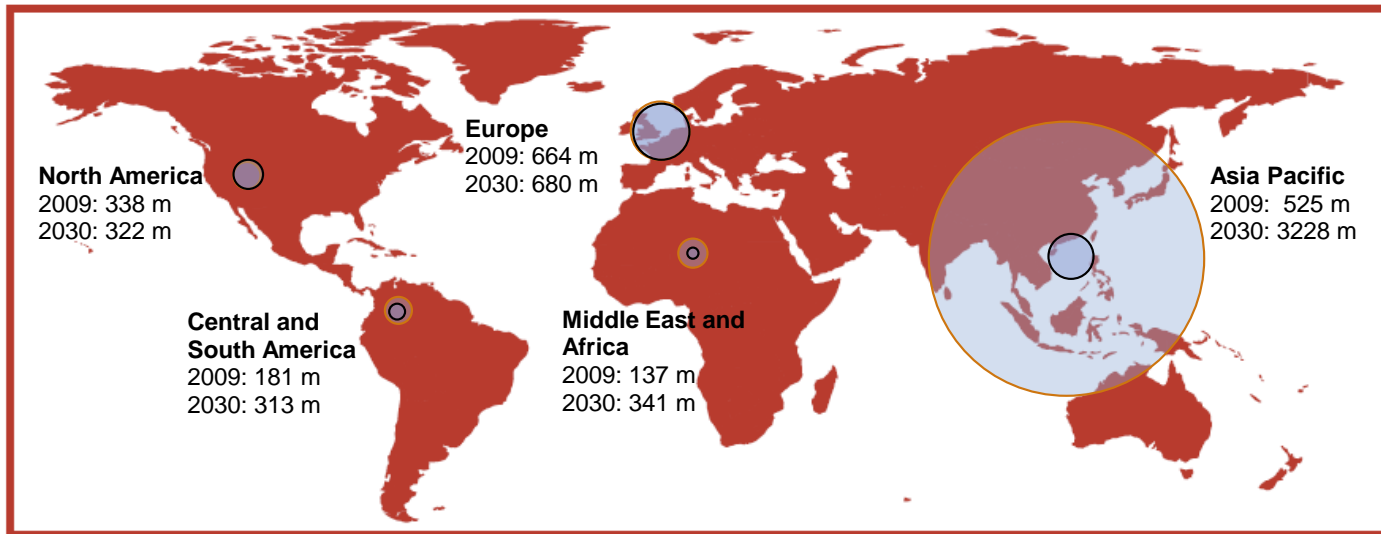 North America
2009: 338 m
2030: 322 m
Central and
South America
2009: 181 m
2030: 313 m
Europe
2009: 664 m
2030: 680 m
Middle East and
Africa
2009: 137 m
2030: 341 m
Asia Pacific
2009: 525 m
2030: 3228 m